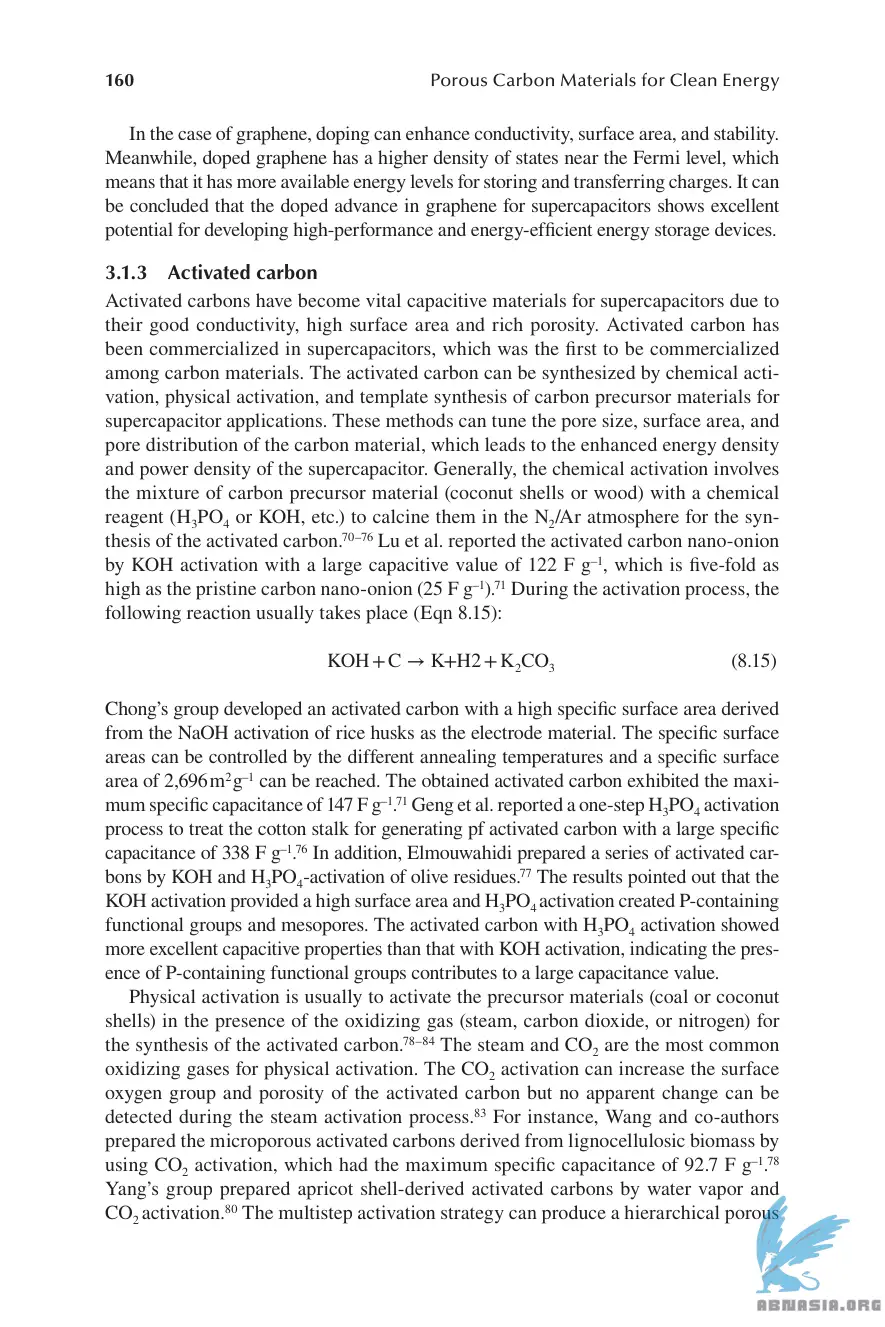 160 Porous Carbon Materials for Clean Energy
In the case of graphene, doping can enhance conductivity, surface area, and stability.
Meanwhile, doped graphene has a higher density of states near the Fermi level, which
means that it has more available energy levels for storing and transferring charges. It can
be concluded that the doped advance in graphene for supercapacitors shows excellent
potential for developing high-performance and energy-efficient energy storage devices.
3.1.3 Activated carbon
Activated carbons have become vital capacitive materials for supercapacitors due to
their good conductivity, high surface area and rich porosity. Activated carbon has
been commercialized in supercapacitors, which was the first to be commercialized
among carbon materials. The activated carbon can be synthesized by chemical acti-
vation, physical activation, and template synthesis of carbon precursor materials for
supercapacitor applications. These methods can tune the pore size, surface area, and
pore distribution of the carbon material, which leads to the enhanced energy density
and power density of the supercapacitor. Generally, the chemical activation involves
the mixture of carbon precursor material (coconut shells or wood) with a chemical
reagent (H₃PO₄ or KOH, etc.) to calcine them in the N₂/Ar atmosphere for the syn-
thesis of the activated carbon.⁷⁰⁻⁷⁶ Lu et al. reported the activated carbon nano-onion
by KOH activation with a large capacitive value of 122 F g⁻¹, which is five-fold as
high as the pristine carbon nano-onion (25 F g⁻¹).⁷¹ During the activation process, the
following reaction usually takes place (Eqn 8.15):
KOH + C → K+H2 + K₂CO₃ (8.15)
Chong's group developed an activated carbon with a high specific surface area derived
from the NaOH activation of rice husks as the electrode material. The specific surface
areas can be controlled by the different annealing temperatures and a specific surface
area of 2,696 m² g⁻¹ can be reached. The obtained activated carbon exhibited the maxi-
mum specific capacitance of 147 F g⁻¹.⁷¹ Geng et al. reported a one-step H₃PO₄ activation
process to treat the cotton stalk for generating pf activated carbon with a large specific
capacitance of 338 F g⁻¹.⁷⁶ In addition, Elmouwahidi prepared a series of activated car-
bons by KOH and H₃PO₄-activation of olive residues.⁷⁷ The results pointed out that the
KOH activation provided a high surface area and H₃PO₄ activation created P-containing
functional groups and mesopores. The activated carbon with H₃PO₄ activation showed
more excellent capacitive properties than that with KOH activation, indicating the pres-
ence of P-containing functional groups contributes to a large capacitance value.
Physical activation is usually to activate the precursor materials (coal or coconut
shells) in the presence of the oxidizing gas (steam, carbon dioxide, or nitrogen) for
the synthesis of the activated carbon.⁷⁸⁻⁸⁴ The steam and CO₂ are the most common
oxidizing gases for physical activation. The CO₂ activation can increase the surface
oxygen group and porosity of the activated carbon but no apparent change can be
detected during the steam activation process.⁸³ For instance, Wang and co-authors
prepared the microporous activated carbons derived from lignocellulosic biomass by
using CO₂ activation, which had the maximum specific capacitance of 92.7 F g⁻¹.⁷⁸
Yang's group prepared apricot shell-derived activated carbons by water vapor and
CO₂ activation.⁸⁰ The multistep activation strategy can produce a hierarchical porous
ABNASIA.ORG